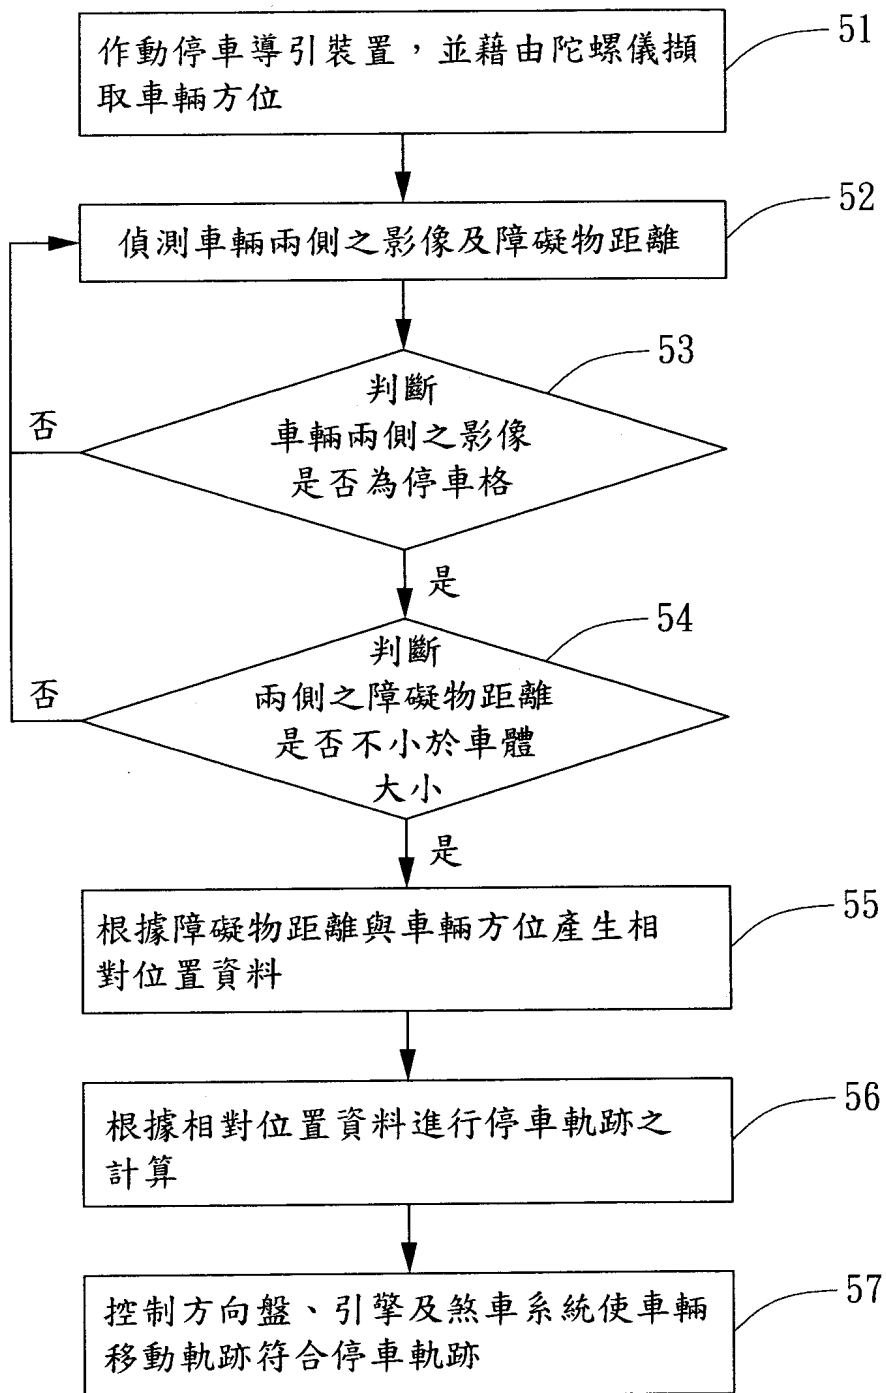 作動停車導引裝置，並藉由陀螺儀擷
取車輛方位
51
偵測車輛兩側之影像及障礙物距離
52
判斷
車輛兩側之影像
是否為停車格
53
否
是
判斷
兩側之障礙物距離
是否不小於車體
大小
54
否
是
根據障礙物距離與車輛方位產生相
對位置資料
55
根據相對位置資料進行停車軌跡之
計算
56
控制方向盤、引擎及煞車系統使車輛
移動軌跡符合停車軌跡
57